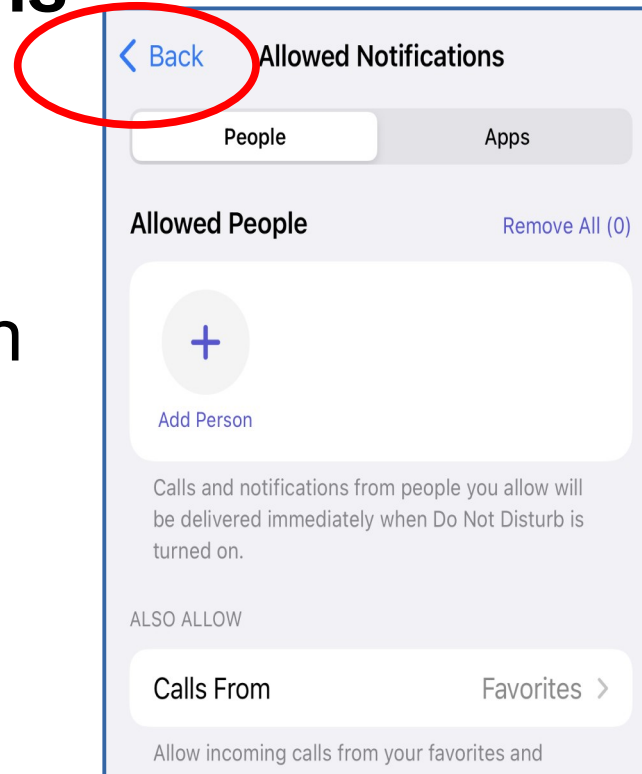 Back Allowed Notifications
People Apps
Allowed People Remove All (0)
Add Person
Calls and notifications from people you allow will
be delivered immediately when Do Not Disturb is
turned on.
ALSO ALLOW
Calls From Favorites
Allow incoming calls from your favorites and